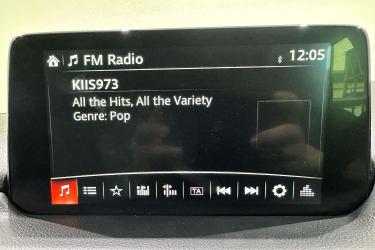 FM Radio
12:05
KIIS973
All the Hits, All the Variety
Genre: Pop
TA